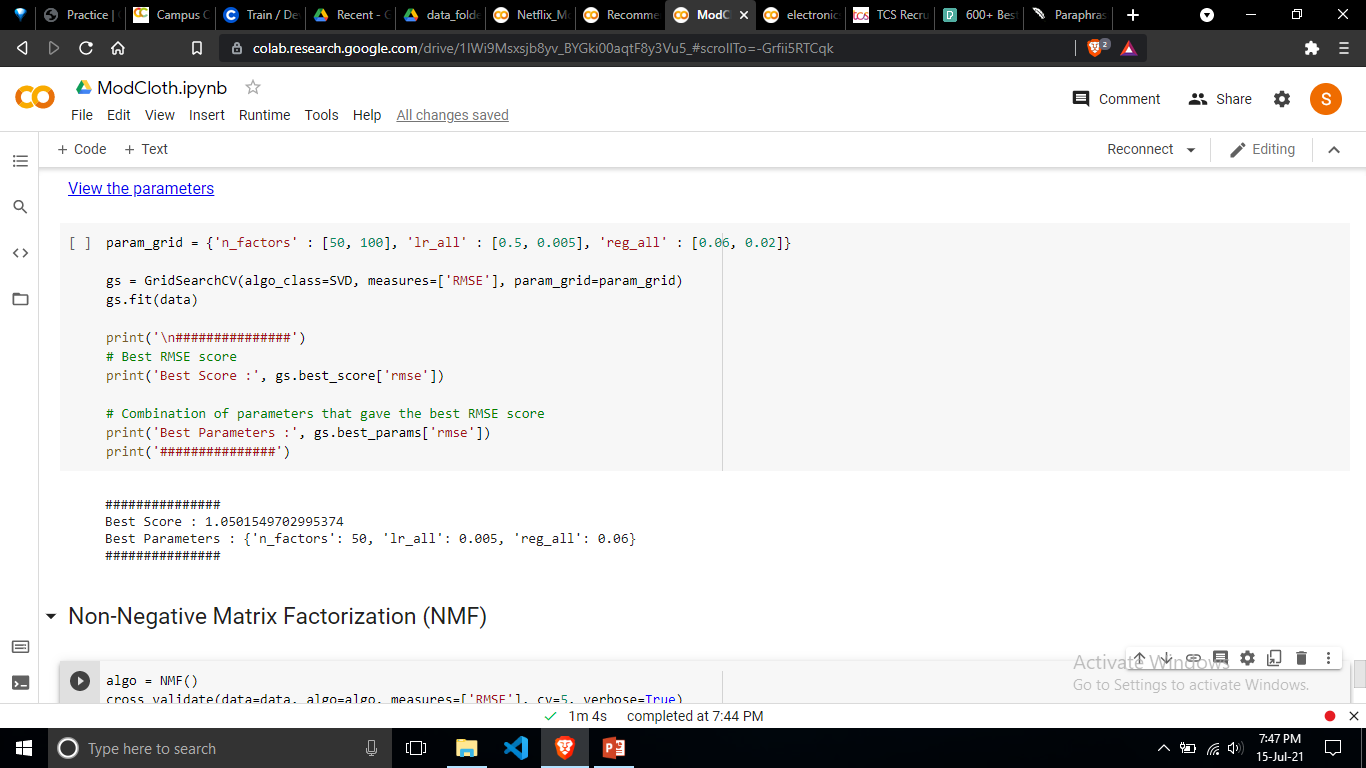 Practice |
Campus C
Train / De
Recent - G
data_folde
Netflix_Mo
Recomme
ModC
electronic
tcs
TCS Recru
600+ Bes
Paraphras
colab.research.google.com/drive/1IWi9Msxsjb8yv_BYGki00aqtF8y3Vu5_#scrollTo=-Grfii5RTCqk
2
ModCloth.ipynb
File Edit View Insert Runtime Tools Help All changes saved
Comment Share S
+ Code + Text
Reconnect Editing
View the parameters
[ ] param_grid = {'n_factors' : [50, 100], 'lr_all' : [0.5, 0.005], 'reg_all' : [0.06, 0.02]}
gs = GridSearchCV(algo_class=SVD, measures=['RMSE'], param_grid=param_grid)
gs.fit(data)
print('\n###############')
# Best RMSE score
print('Best Score :', gs.best_score['rmse'])
# Combination of parameters that gave the best RMSE score
print('Best Parameters :', gs.best_params['rmse'])
print('###############')
###############
Best Score : 1.0501549702995374
Best Parameters : {'n_factors': 50, 'lr_all': 0.005, 'reg_all': 0.06}
###############
Non-Negative Matrix Factorization (NMF)
algo = NMF()
cross_validate(data=data, algo=algo, measures=['RMSE'], cv=5, verbose=True)
Activate Windows
Go to Settings to activate Windows.
1m 4s completed at 7:44 PM
Type here to search
7:47 PM
15-Jul-21